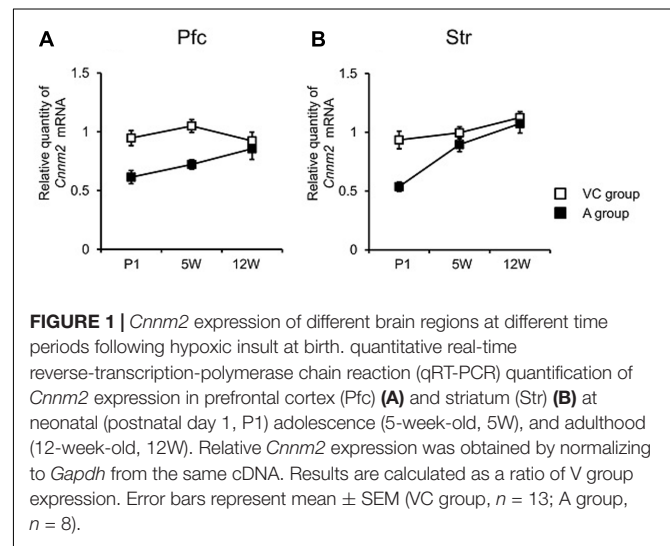 A
Pfc
Relative quantity of
Cnnm2 mRNA
1.5
1
0.5
0
P1 5W 12W
B
Str
Relative quantity of
Cnnm2 mRNA
1.5
1
0.5
0
P1 5W 12W
VC group
A group
FIGURE 1 | Cnnm2 expression of different brain regions at different time
periods following hypoxic insult at birth. quantitative real-time
reverse-transcription-polymerase chain reaction (qRT-PCR) quantification of
Cnnm2 expression in prefrontal cortex (Pfc) (A) and striatum (Str) (B) at
neonatal (postnatal day 1, P1) adolescence (5-week-old, 5W), and adulthood
(12-week-old, 12W). Relative Cnnm2 expression was obtained by normalizing
to Gapdh from the same cDNA. Results are calculated as a ratio of V group
expression. Error bars represent mean ± SEM (VC group, n = 13; A group,
n = 8).